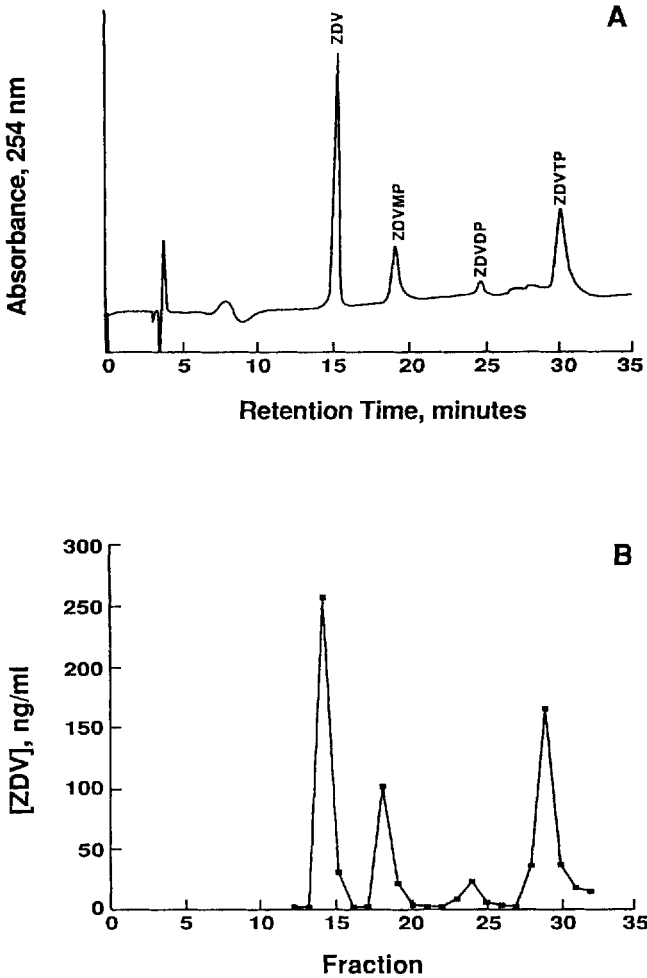 A
Absorbance, 254 nm
ZDV
ZDVMP
ZDVDP
ZDVTP
0 5 10 15 20 25 30 35
Retention Time, minutes
B
[ZDV], ng/ml
300
250
200
150
100
50
0
0 5 10 15 20 25 30 35
Fraction